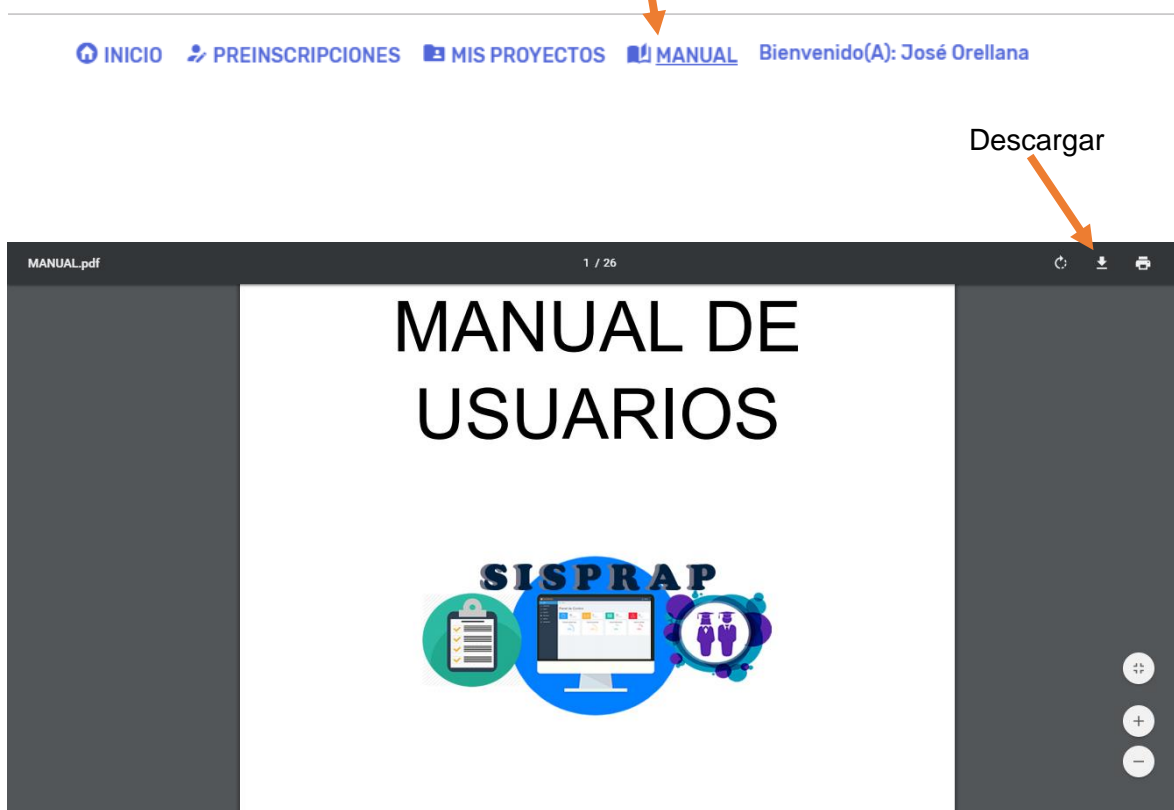 INICIO PREINSCRIPCIONES MIS PROYECTOS MANUAL Bienvenido(A): José Orellana
Descargar
MANUAL.pdf 1 / 26
MANUAL DE
USUARIOS
SISPRAP